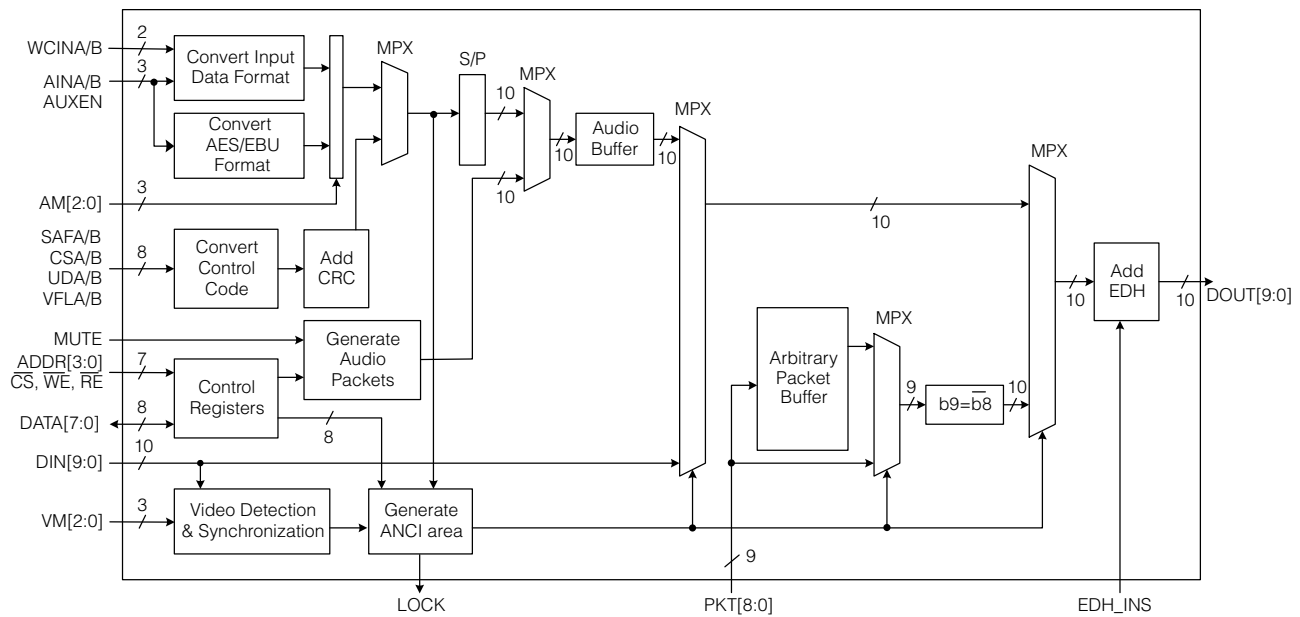 WCINA/B
2
AINA/B
3
AUXEN
Convert Input
Data Format
Convert
AES/EBU
Format
MPX
S/P
10
MPX
10
10
Audio
Buffer
10
MPX
AM[2:0]
3
SAFA/B
CSA/B
UDA/B
VFLA/B
8
Convert
Control
Code
Add
CRC
10
MPX
MUTE
Generate
Audio
Packets
ADDR[3:0]
CS, WE, RE
7
Control
Registers
DATA[7:0]
8
8
DIN[9:0]
10
Arbitrary
Packet
Buffer
MPX
9
b9=b8
10
10
Add
EDH
10
DOUT[9:0]
VM[2:0]
3
Video Detection
& Synchronization
Generate
ANCI area
9
LOCK
PKT[8:0]
EDH_INS